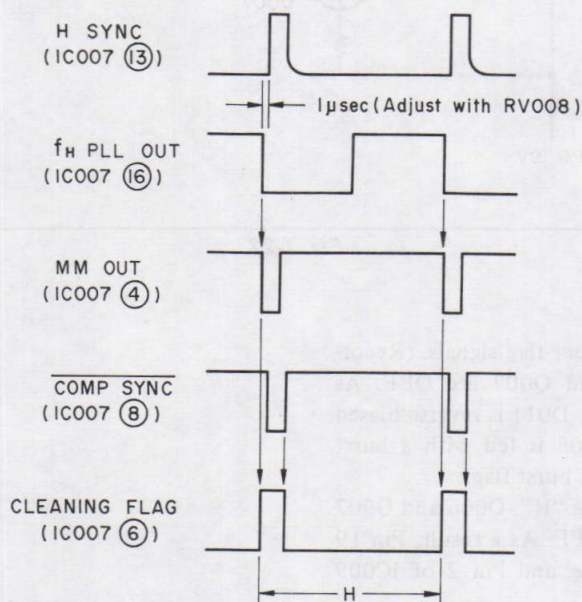 H SYNC
(IC007 ⑬)
1μsec (Adjust with RV008)
fH PLL OUT
(IC007 ⑯)
MM OUT
(IC007 ④)
COMP SYNC
(IC007 ⑧)
CLEANING FLAG
(IC007 ⑥)
H